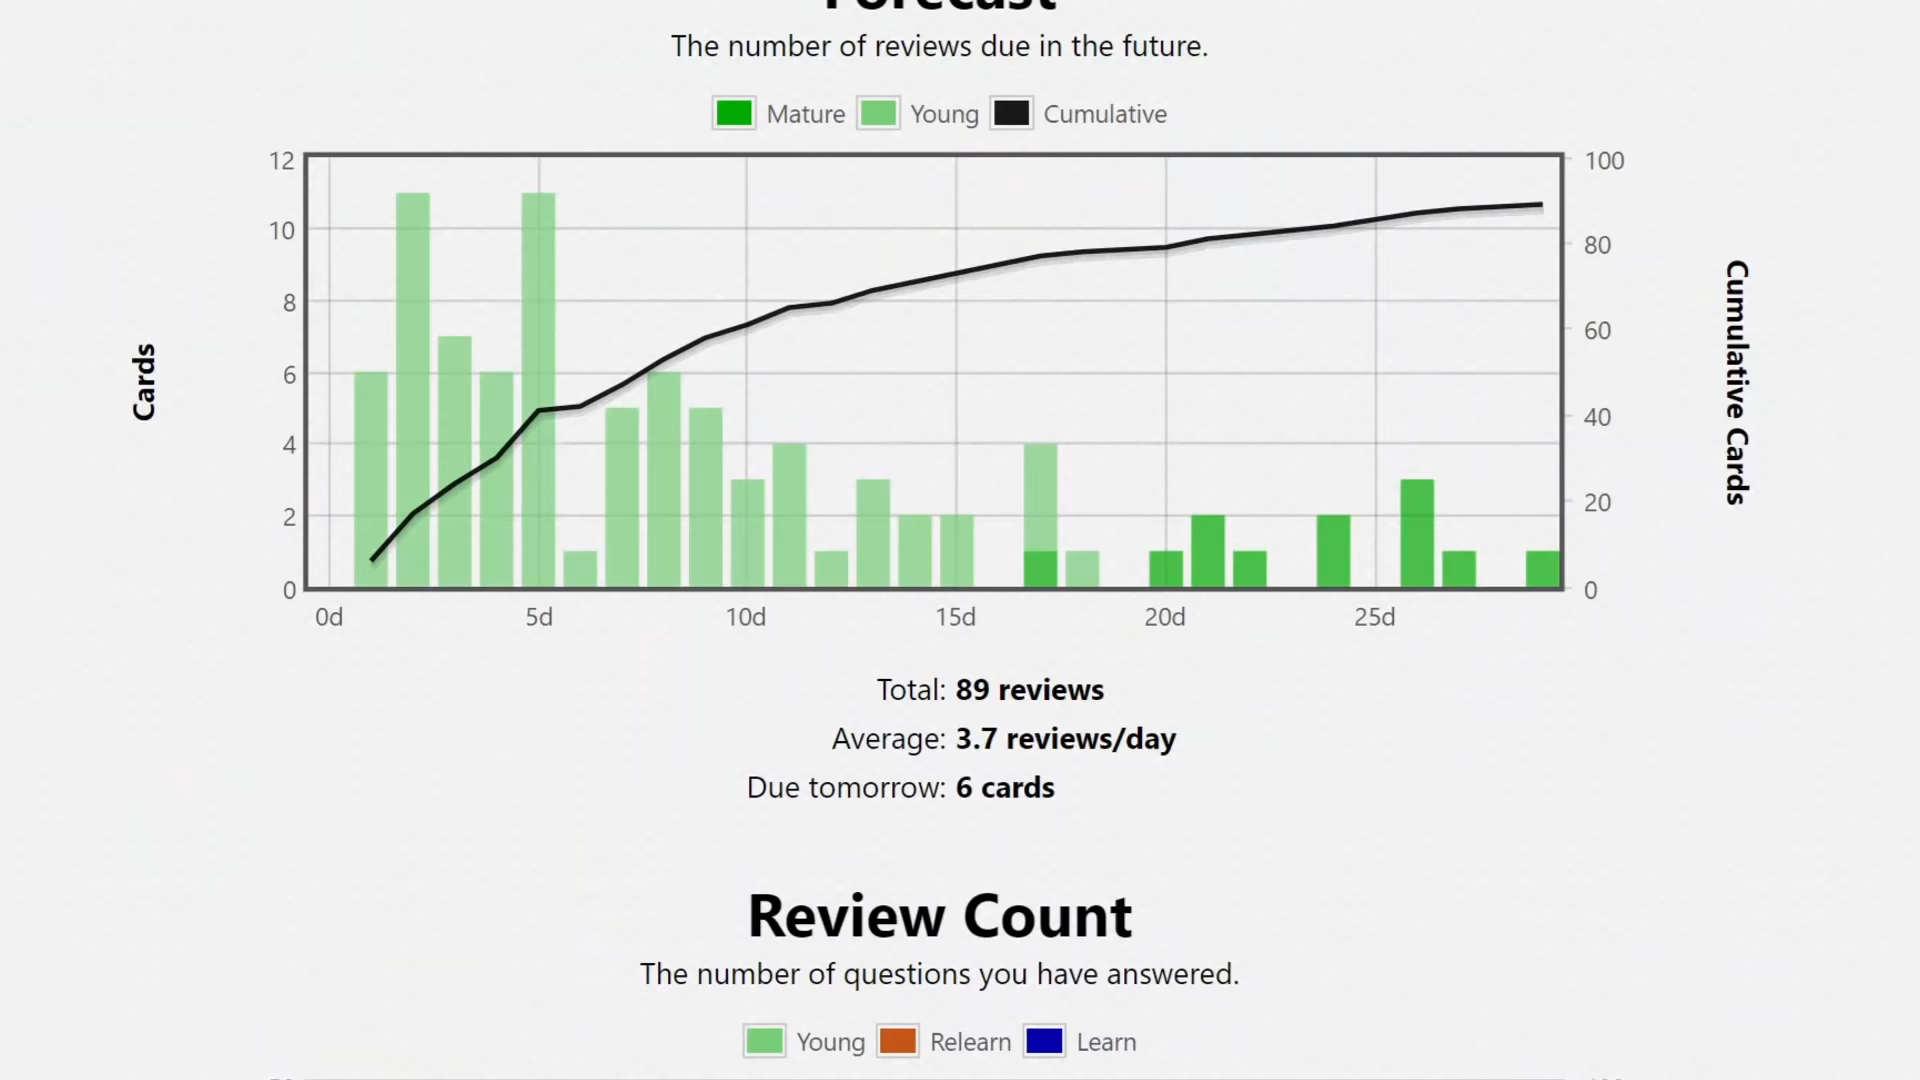 Forecast
The number of reviews due in the future.
Mature Young Cumulative
12 100
10 80
8
60
6
Cards
Cumulative Cards
4 40
2 20
0 0
0d 5d 10d 15d 20d 25d
Total: 89 reviews
Average: 3.7 reviews/day
Due tomorrow: 6 cards
Review Count
The number of questions you have answered.
Young Relearn Learn